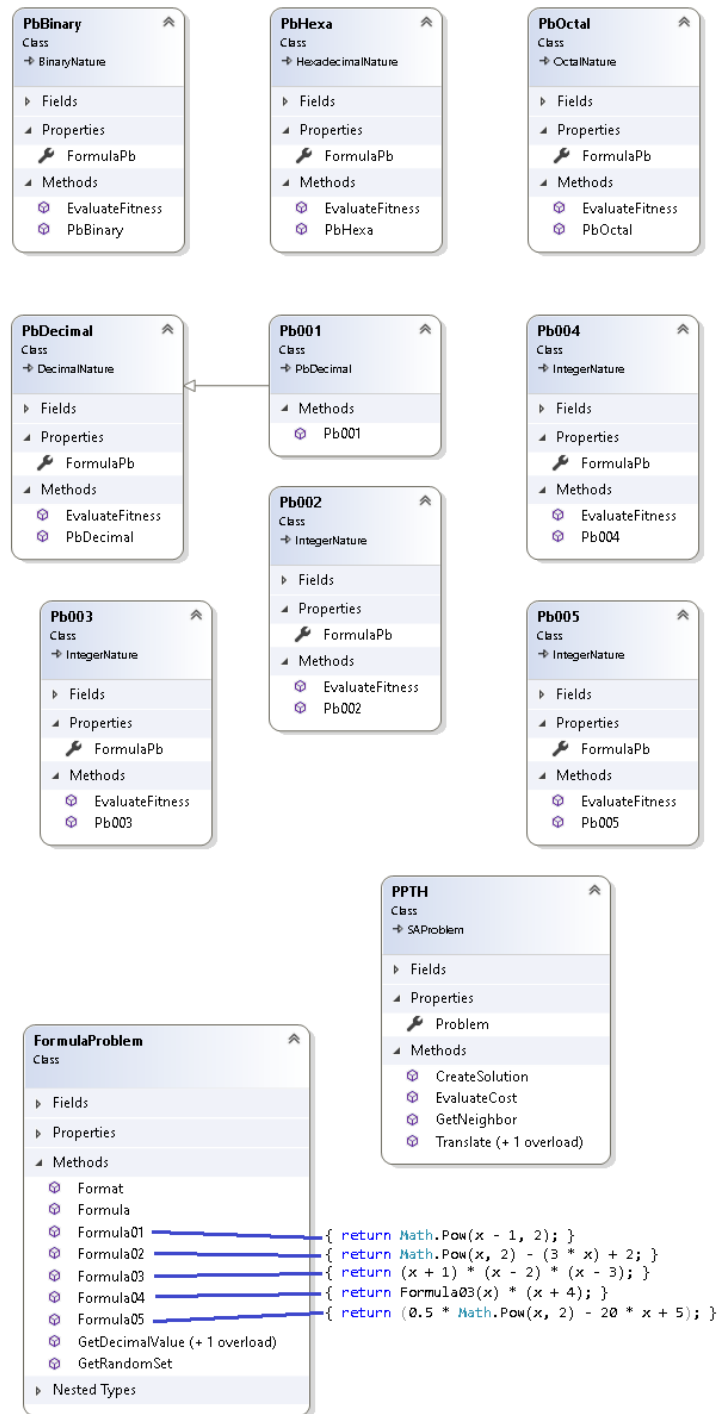 PbBinary
Class
BinaryNature
Fields
Properties
FormulaPb
Methods
EvaluateFitness
PbBinary
PbHexa
Class
HexadecimalNature
Fields
Properties
FormulaPb
Methods
EvaluateFitness
PbHexa
PbOctal
Class
OctalNature
Fields
Properties
FormulaPb
Methods
EvaluateFitness
PbOctal
PbDecimal
Class
DecimalNature
Fields
Properties
FormulaPb
Methods
EvaluateFitness
PbDecimal
Pb001
Class
PbDecimal
Methods
Pb001
Pb004
Class
IntegerNature
Fields
Properties
FormulaPb
Methods
EvaluateFitness
Pb004
Pb002
Class
IntegerNature
Fields
Properties
FormulaPb
Methods
EvaluateFitness
Pb002
Pb003
Class
IntegerNature
Fields
Properties
FormulaPb
Methods
EvaluateFitness
Pb003
Pb005
Class
IntegerNature
Fields
Properties
FormulaPb
Methods
EvaluateFitness
Pb005
PPTH
Class
SAProblem
Fields
Properties
Problem
Methods
CreateSolution
EvaluateCost
GetNeighbor
Translate (+ 1 overload)
FormulaProblem
Class
Fields
Properties
Methods
Format
Formula
Formula01 { return Math.Pow(x - 1, 2); }
Formula02 { return Math.Pow(x, 2) - (3 * x) + 2; }
Formula03 { return (x + 1) * (x - 2) * (x - 3); }
Formula04 { return Formula03(x) * (x + 4); }
Formula05 { return (0.5 * Math.Pow(x, 2) - 20 * x + 5); }
GetDecimalValue (+ 1 overload)
GetRandomSet
Nested Types